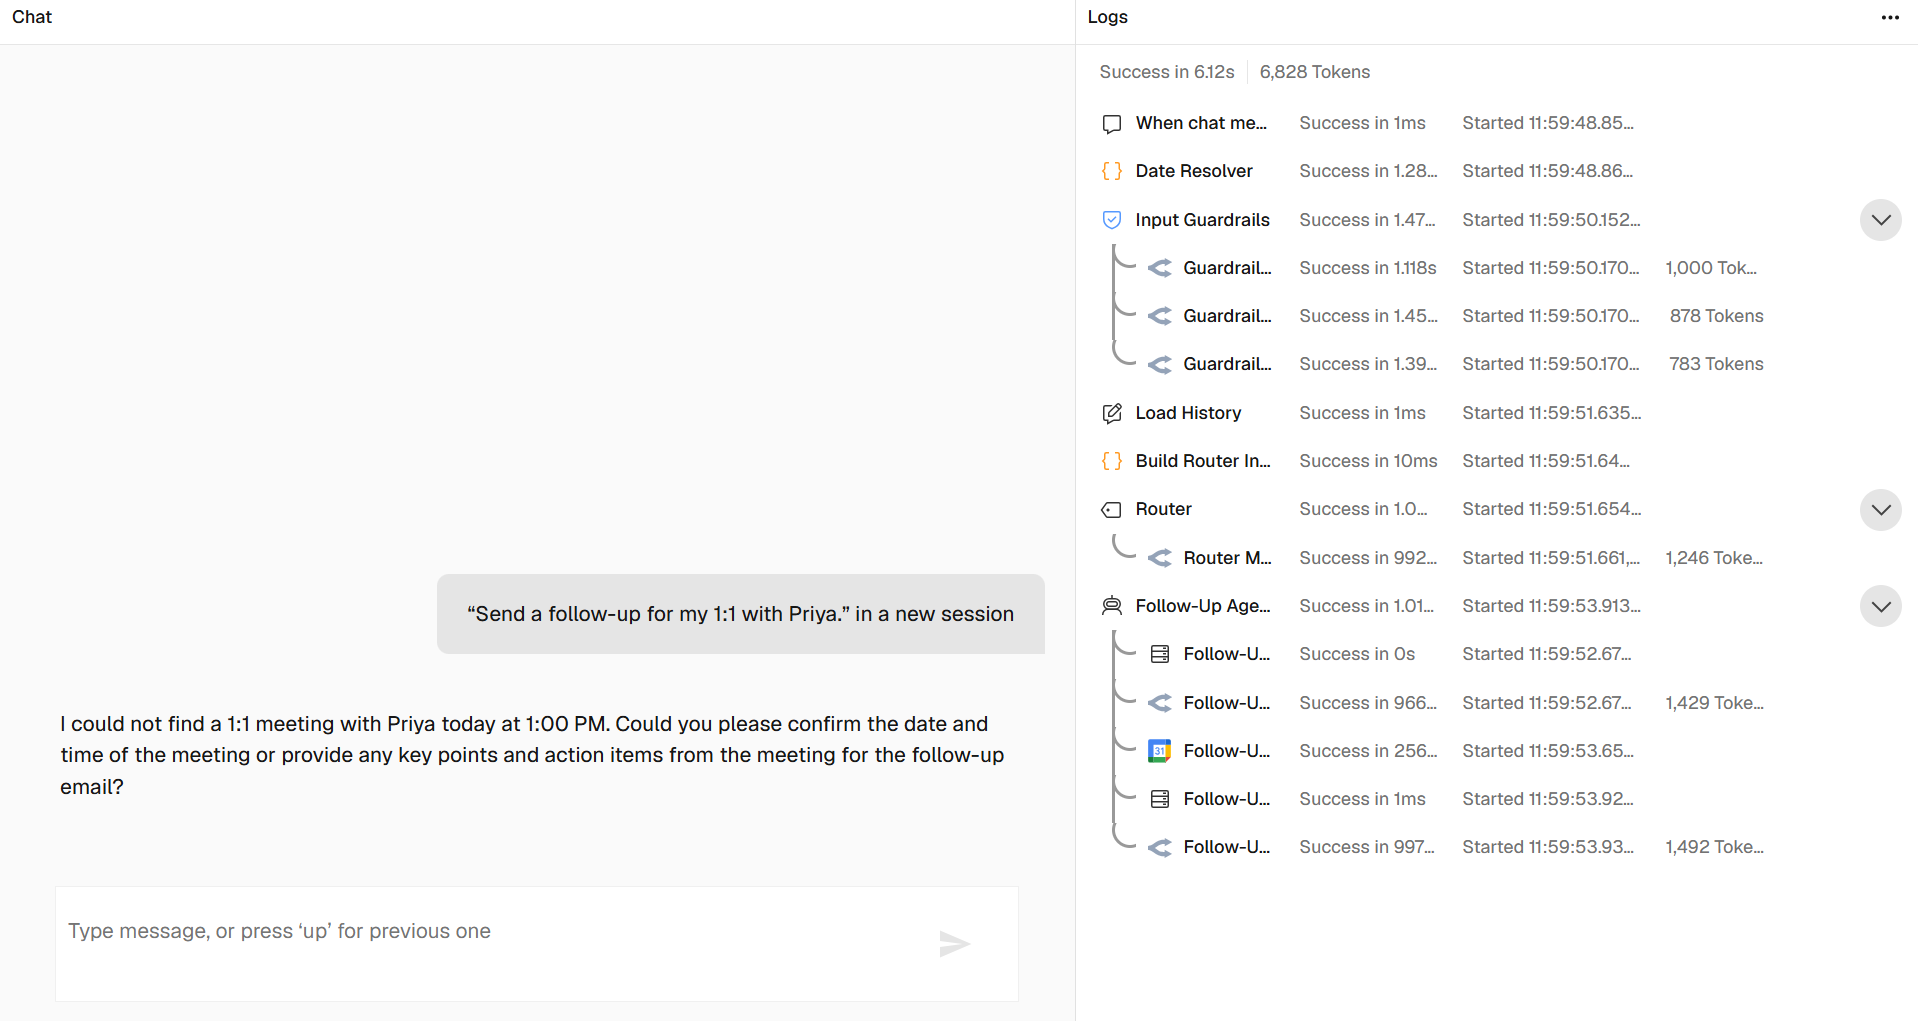 Chat
“Send a follow-up for my 1:1 with Priya.” in a new session
I could not find a 1:1 meeting with Priya today at 1:00 PM. Could you please confirm the date and
time of the meeting or provide any key points and action items from the meeting for the follow-up
email?
Type message, or press ‘up’ for previous one
Logs
Success in 6.12s 6,828 Tokens
When chat me... Success in 1ms Started 11:59:48.85...
Date Resolver Success in 1.28... Started 11:59:48.86...
Input Guardrails Success in 1.47... Started 11:59:50.152...
Guardrail... Success in 1.118s Started 11:59:50.170... 1,000 Tok...
Guardrail... Success in 1.45... Started 11:59:50.170... 878 Tokens
Guardrail... Success in 1.39... Started 11:59:50.170... 783 Tokens
Load History Success in 1ms Started 11:59:51.635...
Build Router In... Success in 10ms Started 11:59:51.64...
Router Success in 1.0... Started 11:59:51.654...
Router M... Success in 992... Started 11:59:51.661,... 1,246 Toke...
Follow-Up Age... Success in 1.01... Started 11:59:53.913...
Follow-U... Success in 0s Started 11:59:52.67...
Follow-U... Success in 966... Started 11:59:52.67... 1,429 Toke...
31 Follow-U... Success in 256... Started 11:59:53.65...
Follow-U... Success in 1ms Started 11:59:53.92...
Follow-U... Success in 997... Started 11:59:53.93... 1,492 Toke...